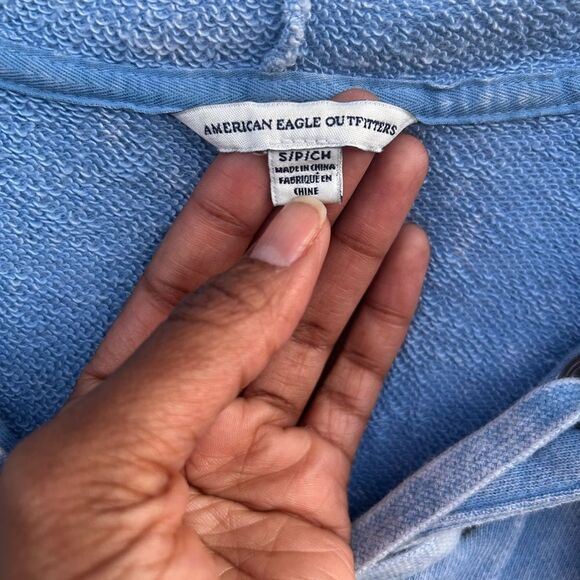 AMERICAN EAGLE OUTFITTERS
S/P/CH
MADE IN CHINA
FABRIQUÉ EN
CHINE